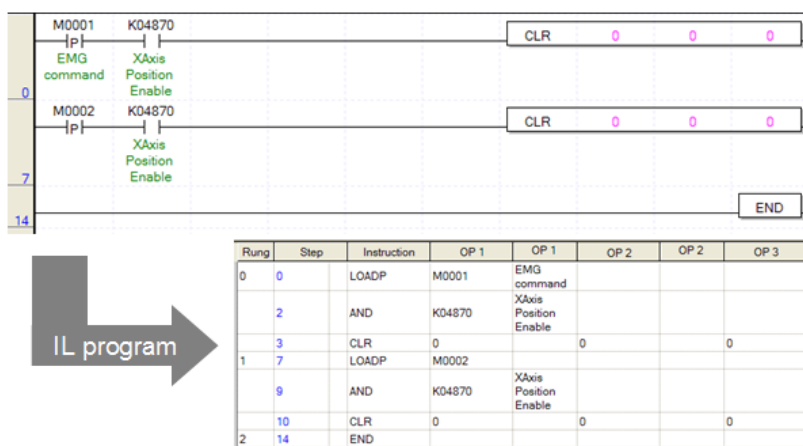 M0001 K04870
P
CLR 0 0 0
EMG XAxis
command Position
Enable
0
M0002 K04870
P
CLR 0 0 0
XAxis
Position
Enable
7
END
14
IL program
Rung Step Instruction OP 1 OP 1 OP 2 OP 2 OP 3
0 0 LOADP M0001 EMG
command
2 AND K04870 XAxis
Position
Enable
3 CLR 0 0 0
1 7 LOADP M0002
9 AND K04870 XAxis
Position
Enable
10 CLR 0 0 0
2 14 END